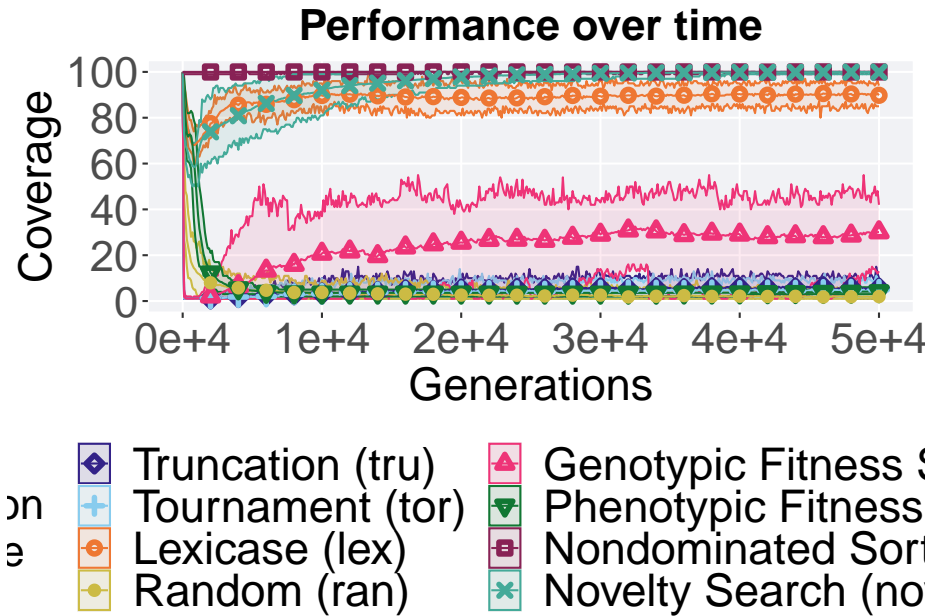 Performance over time
Coverage
100
80
60
40
20
0
0e+4 1e+4 2e+4 3e+4 4e+4 5e+4
Generations
Truncation (tru)
Tournament (tor)
Lexicase (lex)
Random (ran)
Genotypic Fitness
Phenotypic Fitness
Nondominated Sort
Novelty Search (no
on
e